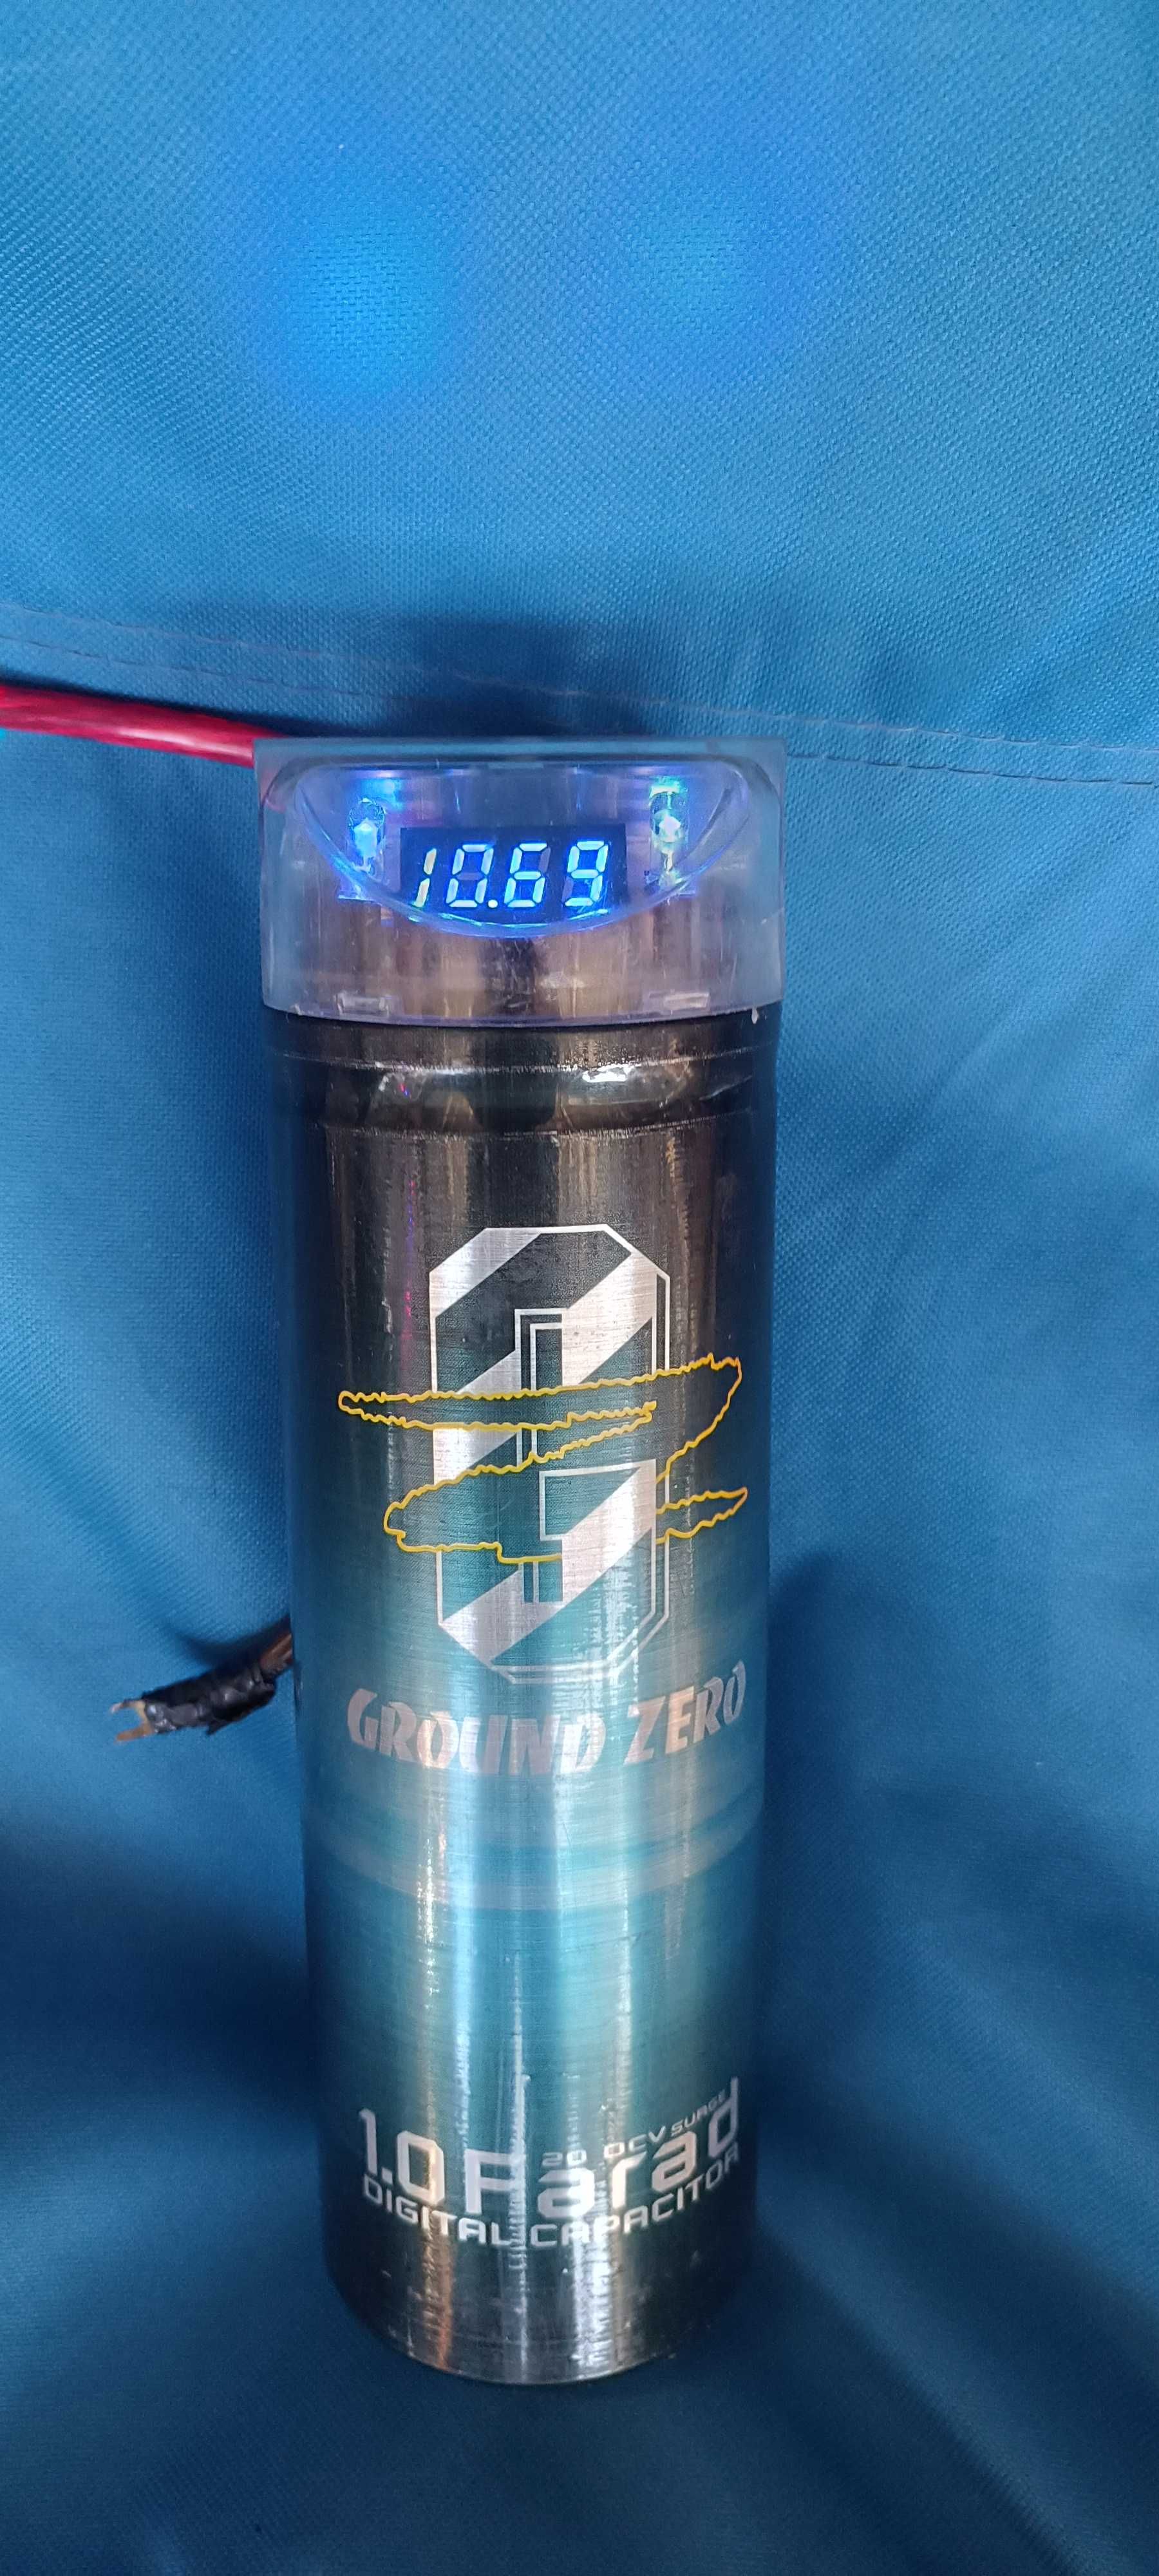 10.69
GROUND ZERO
20 DCV SURGE
1.0 Farad
DIGITAL CAPACITOR